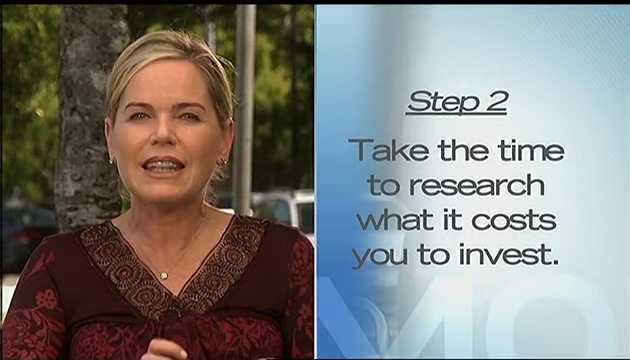 Step 2
Take the time
to research
what it costs
you to invest.